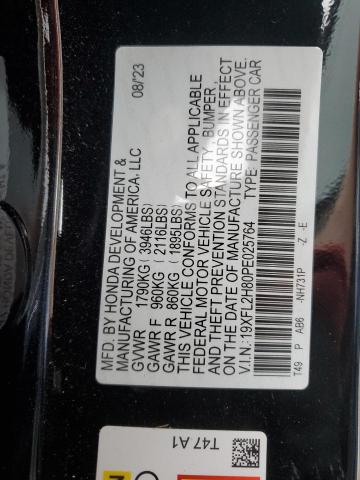 08/23
MFD. BY HONDA DEVELOPMENT &
MANUFACTURING OF AMERICA, LLC
GVWR 1790KG (3946LBS)
GAWR F 960KG (2116LBS)
GAWR R 860KG (1895LBS)
THIS VEHICLE CONFORMS TO ALL APPLICABLE
FEDERAL MOTOR VEHICLE SAFETY, BUMPER,
AND THEFT PREVENTION STANDARDS IN EFFECT
ON THE DATE OF MANUFACTURE SHOWN ABOVE.
V.I.N.: 19XFL2H80PE025764 TYPE: PASSENGER CAR
T49 P AB6 -NH731P -Z -E
T47A1